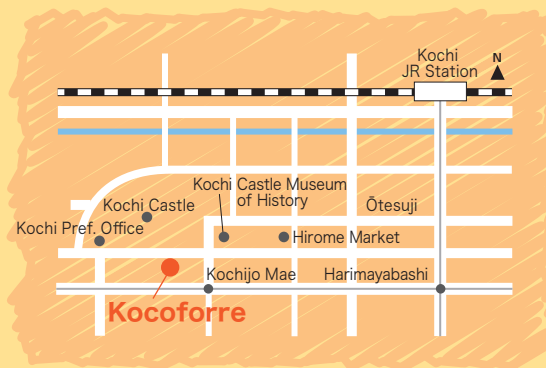 Kochi
JR Station
N
Kochi Castle Museum
of History
Kochi Castle
Ōtesuji
Kochi Pref. Office
Hirome Market
Kochijo Mae
Harimayabashi
Kocoforre